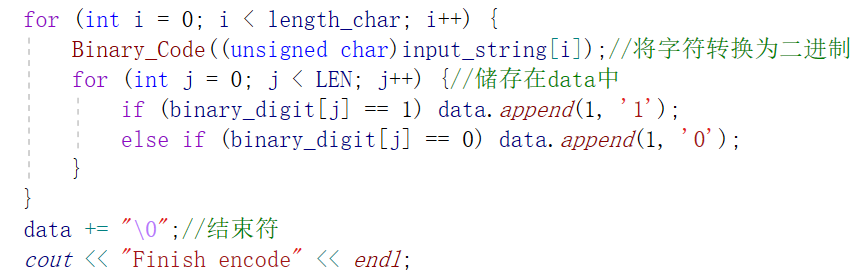 for (int i = 0; i < length_char; i++) {
Binary_Code((unsigned char)input_string[i]);//将字符转换为二进制
for (int j = 0; j < LEN; j++) {//储存在data中
if (binary_digit[j] == 1) data.append(1, '1');
else if (binary_digit[j] == 0) data.append(1, '0');
}
}
data += "\0";//结束符
cout << "Finish encode" << endl;